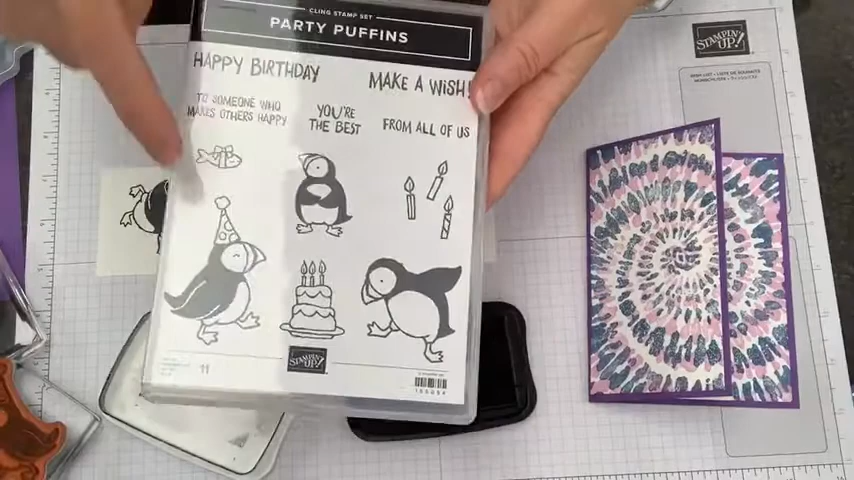 CLING STAMP SET
PARTY PUFFINS
HAPPY BIRTHDAY
MAKE A WISH!
TO SOMEONE WHO
MAKES OTHERS HAPPY
YOU'RE
THE BEST
FROM ALL OF US
11
STAMPIN' UP!
STAMPIN' UP!